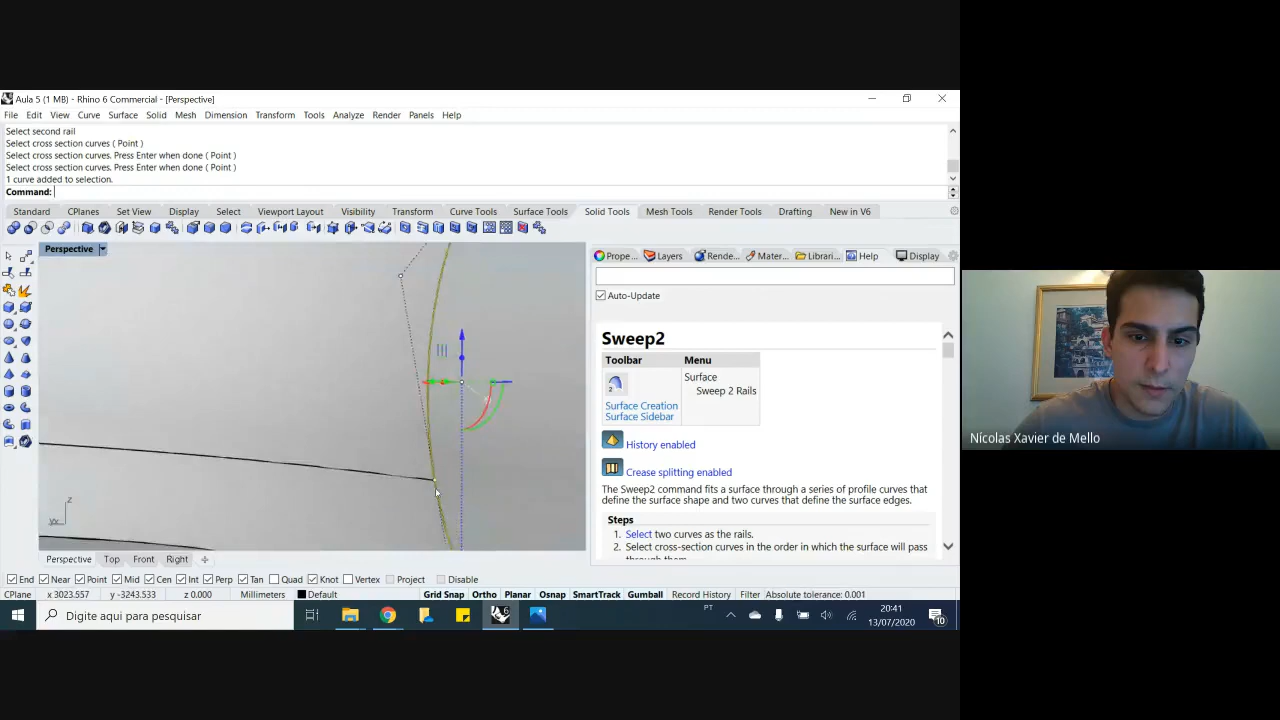 Aula 5 (1 MB) - Rhino 6 Commercial - [Perspective]
File Edit View Curve Surface Solid Mesh Dimension Transform Tools Analyze Render Panels Help
Select second rail
Select cross section curves ( Point )
Select cross section curves. Press Enter when done ( Point )
Select cross section curves. Press Enter when done ( Point )
1 curve added to selection.
Command:
Standard CPlanes Set View Display Select Viewport Layout Visibility Transform Curve Tools Surface Tools Solid Tools Mesh Tools Render Tools Drafting New in V6
Perspective
Prope... Layers Rende... Mater... Librari... Help Display
Auto-Update
Sweep2
Toolbar Menu
2
Surface Creation
Surface Sidebar
Surface
Sweep 2 Rails
History enabled
Crease splitting enabled
The Sweep2 command fits a surface through a series of profile curves that
define the surface shape and two curves that define the surface edges.
Steps
1. Select two curves as the rails.
2. Select cross-section curves in the order in which the surface will pass
through them.
z
Perspective Top Front Right
End Near Point Mid Cen Int Perp Tan Quad Knot Vertex Project Disable
CPlane x 3023.557 y -3243.533 z 0.000 Millimeters Default Grid Snap Ortho Planar Osnap SmartTrack Gumball Record History Filter Absolute tolerance: 0.001
Digite aqui para pesquisar
PT
20:41
13/07/2020
10
Nícolas Xavier de Mello